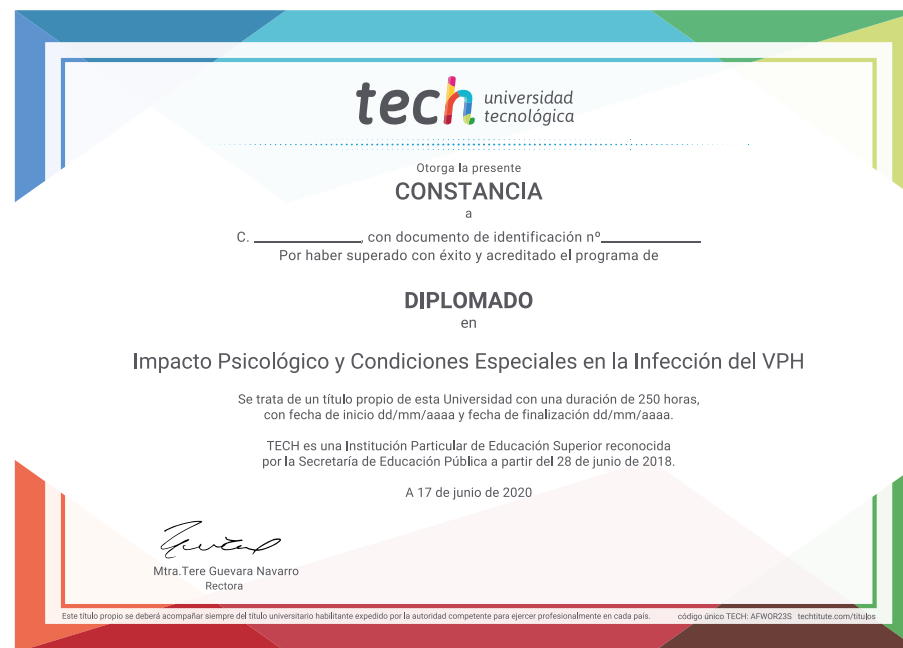 tech universidad
tecnológica
Otorga la presente
CONSTANCIA
a
C. ____________, con documento de identificación nº____________
Por haber superado con éxito y acreditado el programa de
DIPLOMADO
en
Impacto Psicológico y Condiciones Especiales en la Infección del VPH
Se trata de un título propio de esta Universidad con una duración de 250 horas,
con fecha de inicio dd/mm/aaaa y fecha de finalización dd/mm/aaaa.
TECH es una Institución Particular de Educación Superior reconocida
por la Secretaría de Educación Pública a partir del 28 de junio de 2018.
A 17 de junio de 2020
Mtra.Tere Guevara Navarro
Rectora
Este título propio se deberá acompañar siempre del título universitario habilitante expedido por la autoridad competente para ejercer profesionalmente en cada país. código único TECH: AFWOR23S techtitute.com/titulos